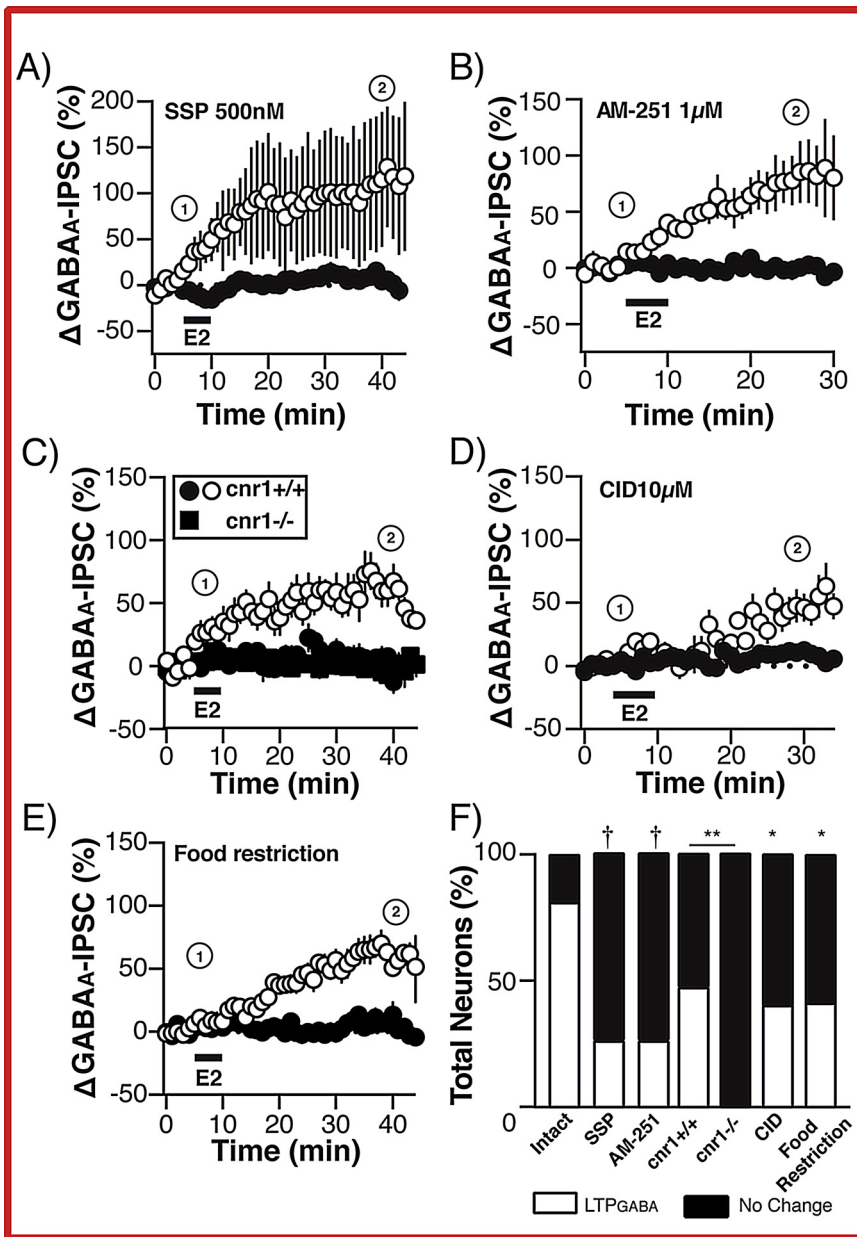 A)
ΔGABAA-IPSC (%)
200
150
100
50
0
-50
SSP 500nM
1
2
E2
0 10 20 30 40
Time (min)
B)
ΔGABAA-IPSC (%)
150
100
50
0
-50
AM-251 1µM
1
2
E2
0 10 20 30
Time (min)
C)
ΔGABAA-IPSC (%)
150
100
50
0
-50
cnr1+/+
cnr1-/-
1
2
E2
0 10 20 30 40
Time (min)
D)
ΔGABAA-IPSC (%)
150
100
50
0
-50
CID10µM
1
2
E2
0 10 20 30
Time (min)
E)
ΔGABAA-IPSC (%)
150
100
50
0
-50
Food restriction
1
2
E2
0 10 20 30 40
Time (min)
F)
Total Neurons (%)
100
50
0
† † ** * *
Intact
SSP
AM-251
cnr1+/+
cnr1-/-
CID
Food
Restriction
LTPGABA
No Change